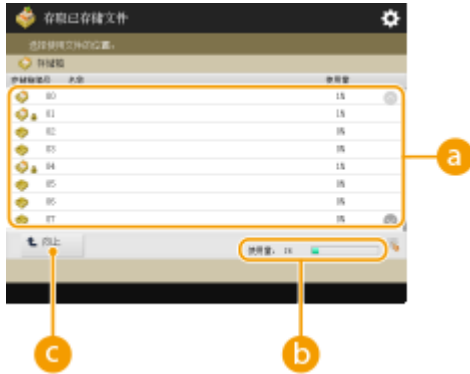 存取已存储文件
选择使用文件的位置。
存储箱
存储箱编号 名称 使用量
00 1%
01 1%
02 0%
03 0%
04 1%
05 0%
06 0%
07 0%
a
向上
使用量: 1%
c
b